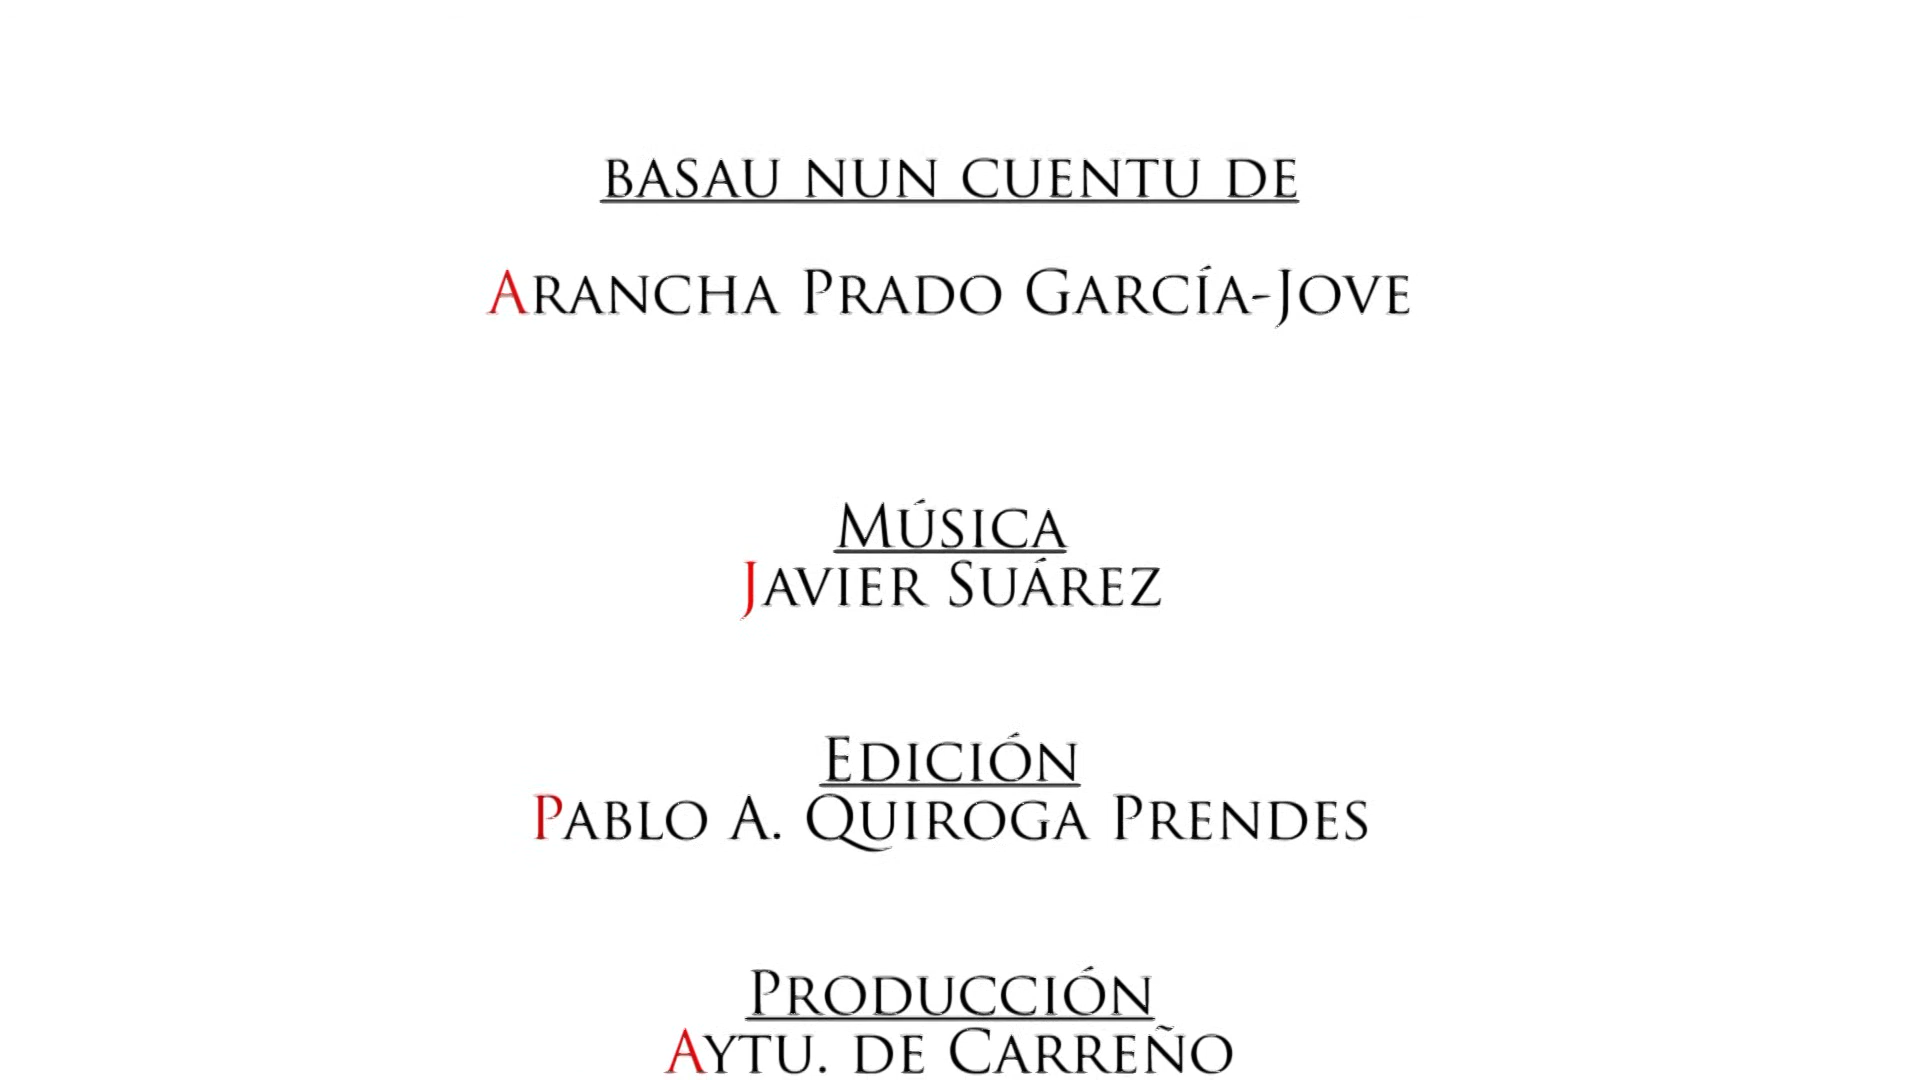 BASAU NUN CUENTU DE
ARANCHA PRADO GARCÍA-JOVE
MÚSICA
JAVIER SUÁREZ
EDICIÓN
PABLO A. QUIROGA PRENDES
PRODUCCIÓN
AYTU. DE CARREÑO